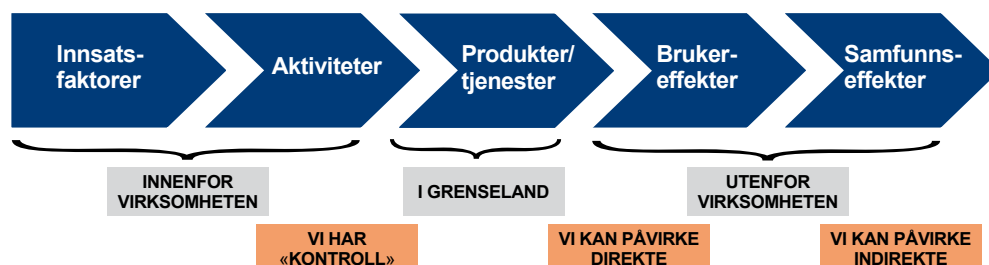 Innsats-
faktorer
Aktiviteter
Produkter/
tjenester
Bruker-
effekter
Samfunns-
effekter
INNENFOR
VIRKSOMHETEN
I GRENSELAND
UTENFOR
VIRKSOMHETEN
VI HAR
«KONTROLL»
VI KAN PÅVIRKE
DIREKTE
VI KAN PÅVIRKE
INDIREKTE